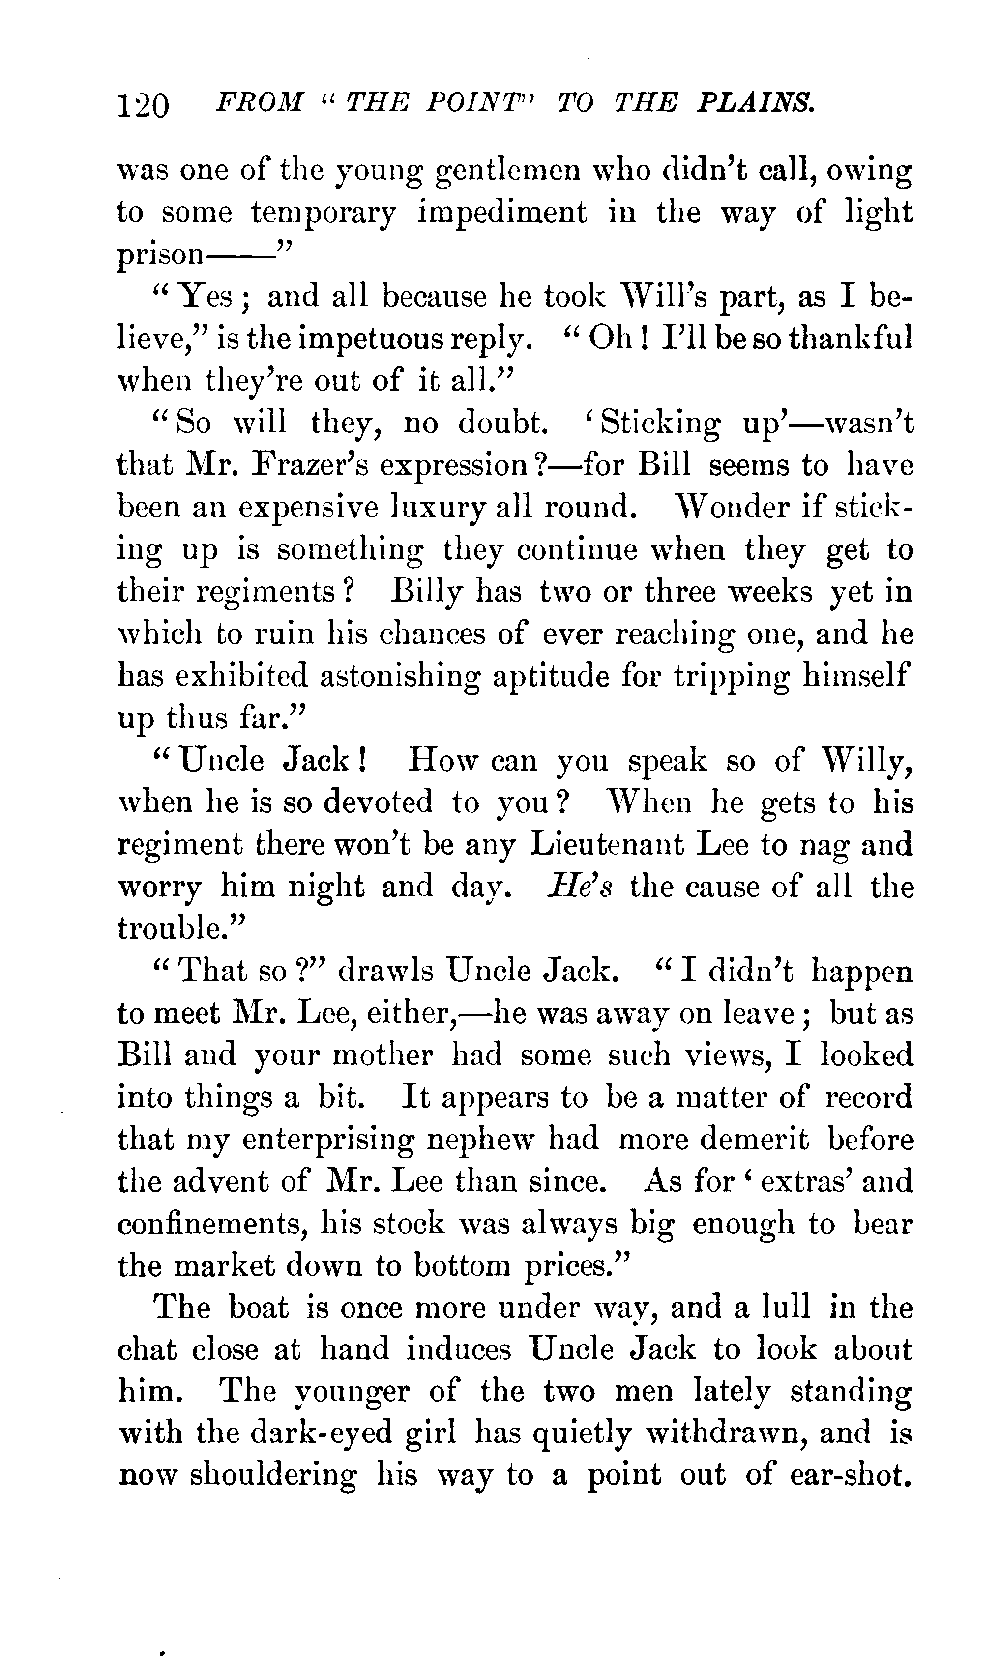 120 FROM " THE POINT" TO THE PLAINS.
was one of the young gentlemen who didn't call, owing
to some temporary impediment in the way of light
prison——"
" Yes ; and all because he took Will's part, as I be-
lieve," is the impetuous reply. " Oh ! I'll be so thankful
when they're out of it all."
" So will they, no doubt. ' Sticking up'—wasn't
that Mr. Frazer's expression ?—for Bill seems to have
been an expensive luxury all round. Wonder if stick-
ing up is something they continue when they get to
their regiments ? Billy has two or three weeks yet in
which to ruin his chances of ever reaching one, and he
has exhibited astonishing aptitude for tripping himself
up thus far."
" Uncle Jack ! How can you speak so of Willy,
when he is so devoted to you ? When he gets to his
regiment there won't be any Lieutenant Lee to nag and
worry him night and day. He's the cause of all the
trouble."
" That so ?" drawls Uncle Jack. " I didn't happen
to meet Mr. Lee, either,—he was away on leave ; but as
Bill and your mother had some such views, I looked
into things a bit. It appears to be a matter of record
that my enterprising nephew had more demerit before
the advent of Mr. Lee than since. As for ' extras' and
confinements, his stock was always big enough to bear
the market down to bottom prices."
The boat is once more under way, and a lull in the
chat close at hand induces Uncle Jack to look about
him. The younger of the two men lately standing
with the dark-eyed girl has quietly withdrawn, and is
now shouldering his way to a point out of ear-shot.